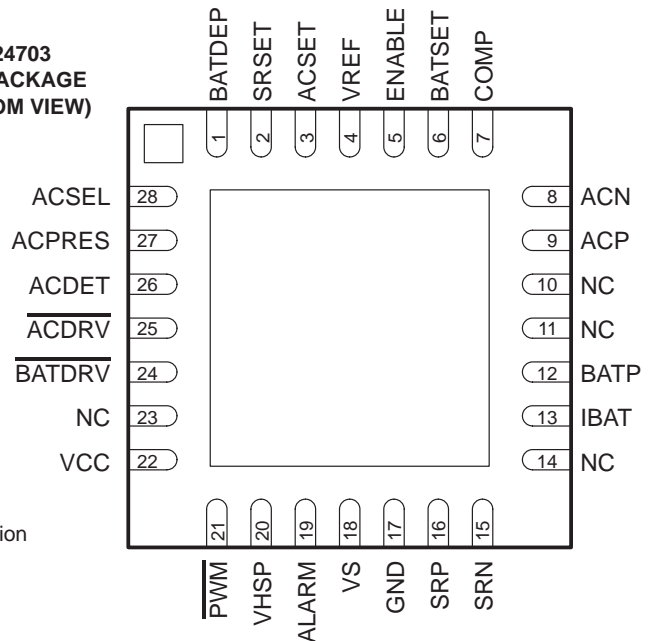 24703
ACKAGE
OM VIEW)
BATDEP
SRSET
ACSET
VREF
ENABLE
BATSET
COMP
1
2
3
4
5
6
7
ACSEL 28
ACPRES 27
ACDET 26
ACDRV 25
BATDRV 24
NC 23
VCC 22
8 ACN
9 ACP
10 NC
11 NC
12 BATP
13 IBAT
14 NC
21
20
19
18
17
16
15
PWM
VHSP
ALARM
VS
GND
SRP
SRN
tion